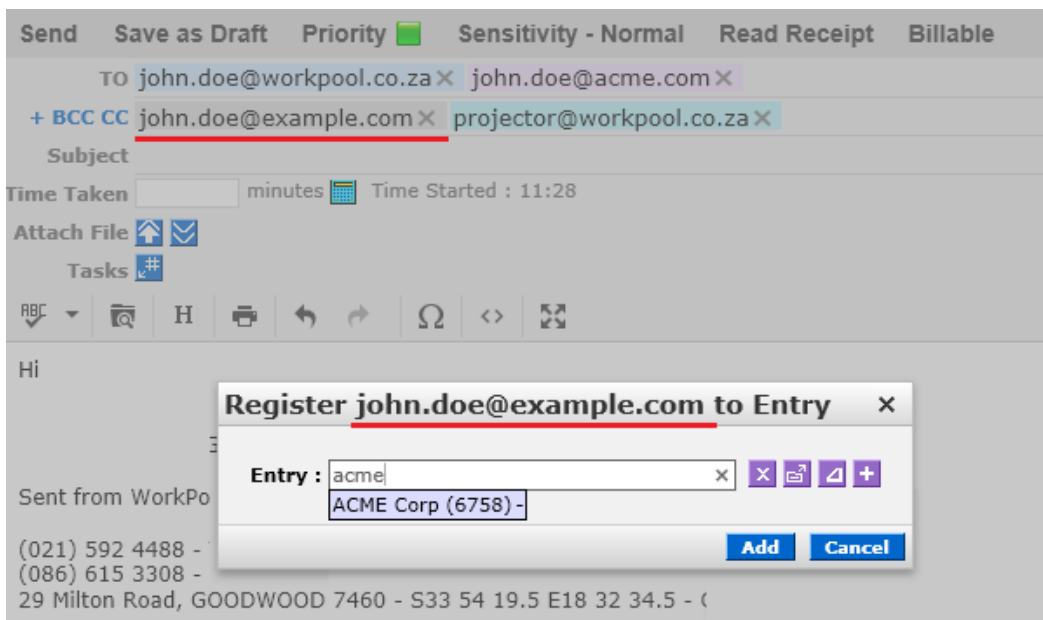 Send Save as Draft Priority Sensitivity - Normal Read Receipt Billable
TO john.doe@workpool.co.za × john.doe@acme.com ×
+ BCC CC john.doe@example.com × projector@workpool.co.za ×
Subject
Time Taken minutes Time Started : 11:28
Attach File
Tasks #
ABC H Ω <>
Hi
Register john.doe@example.com to Entry ×
Entry : acme ×
ACME Corp (6758) -
Sent from WorkPo
Add Cancel
(021) 592 4488 -
(086) 615 3308 -
29 Milton Road, GOODWOOD 7460 - S33 54 19.5 E18 32 34.5 - (